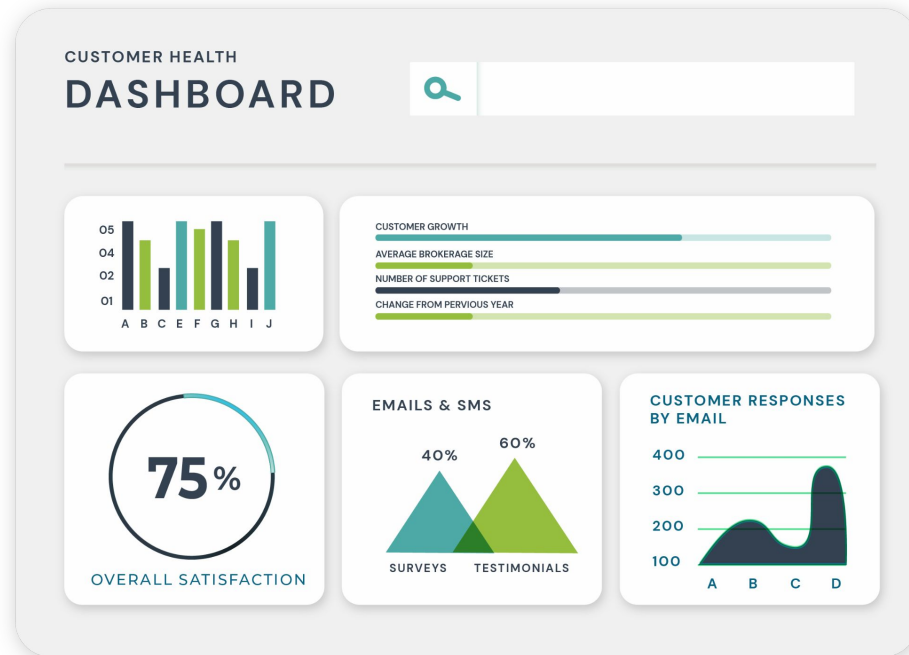 CUSTOMER HEALTH
DASHBOARD
05
04
02
01
A B C E F G H I J
CUSTOMER GROWTH
AVERAGE BROKERAGE SIZE
NUMBER OF SUPPORT TICKETS
CHANGE FROM PERVIOUS YEAR
75%
OVERALL SATISFACTION
EMAILS & SMS
40%
60%
SURVEYS
TESTIMONIALS
CUSTOMER RESPONSES
BY EMAIL
400
300
200
100
A B C D